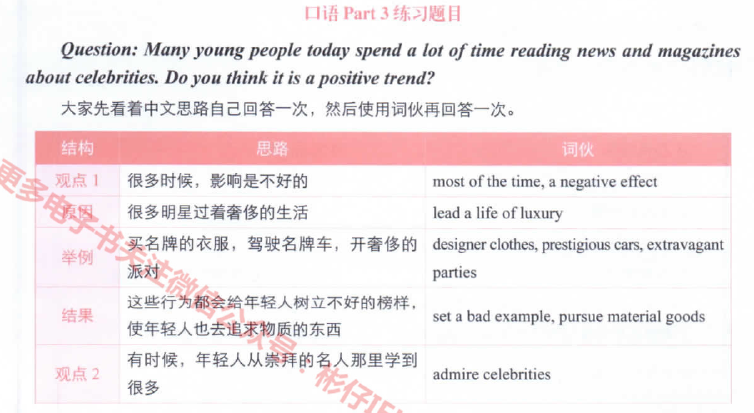 口语 Part 3 练习题目
Question: Many young people today spend a lot of time reading news and magazines
about celebrities. Do you think it is a positive trend?
大家先看着中文思路自己回答一次，然后使用词伙再回答一次。
结构 思路 词伙
观点 1 很多时候，影响是不好的 most of the time, a negative effect
原因 很多明星过着奢侈的生活 lead a life of luxury
举例 买名牌的衣服，驾驶名牌车，开奢侈的 designer clothes, prestigious cars, extravagant
派对 parties
结果 这些行为都会给年轻人树立不好的榜样， set a bad example, pursue material goods
使年轻人也去追求物质的东西
观点 2 有时候，年轻人从崇拜的名人那里学到 admire celebrities
很多
更多电子书关注微信公众号：彬仔IE